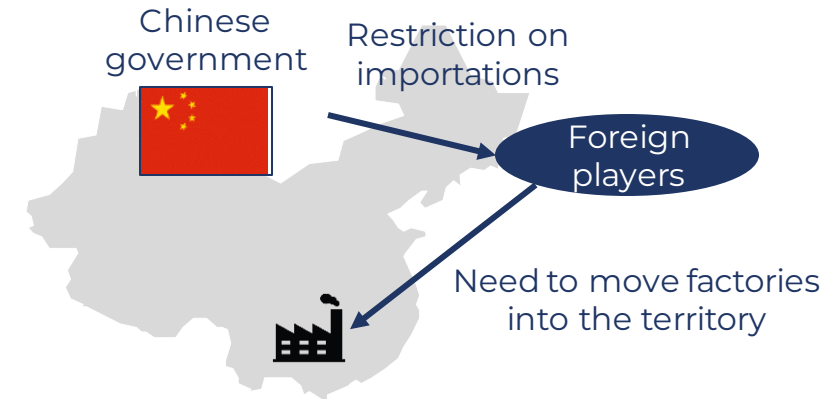 Chinese
government
Restriction on
importations
Foreign
players
Need to move factories
into the territory